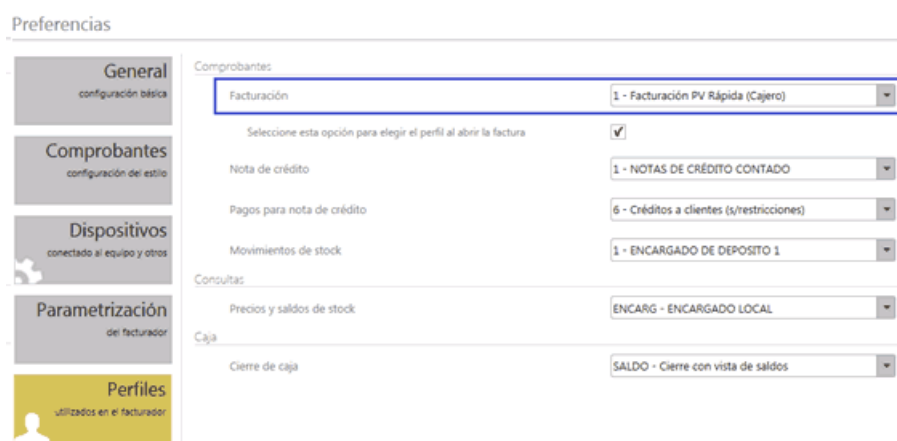 Preferencias
General
configuración básica
Comprobantes
configuración del estilo
Dispositivos
conectado al equipo y otros
Parametrización
del facturador
Perfiles
utilizados en el facturador
Comprobantes
Facturación
1 - Facturación PV Rápida (Cajero)
Seleccione esta opción para elegir el perfil al abrir la factura
Nota de crédito
1 - NOTAS DE CRÉDITO CONTADO
Pagos para nota de crédito
6 - Créditos a clientes (s/restricciones)
Movimientos de stock
1 - ENCARGADO DE DEPOSITO 1
Consultas
Precios y saldos de stock
ENCARG - ENCARGADO LOCAL
Caja
Cierre de caja
SALDO - Cierre con vista de saldos